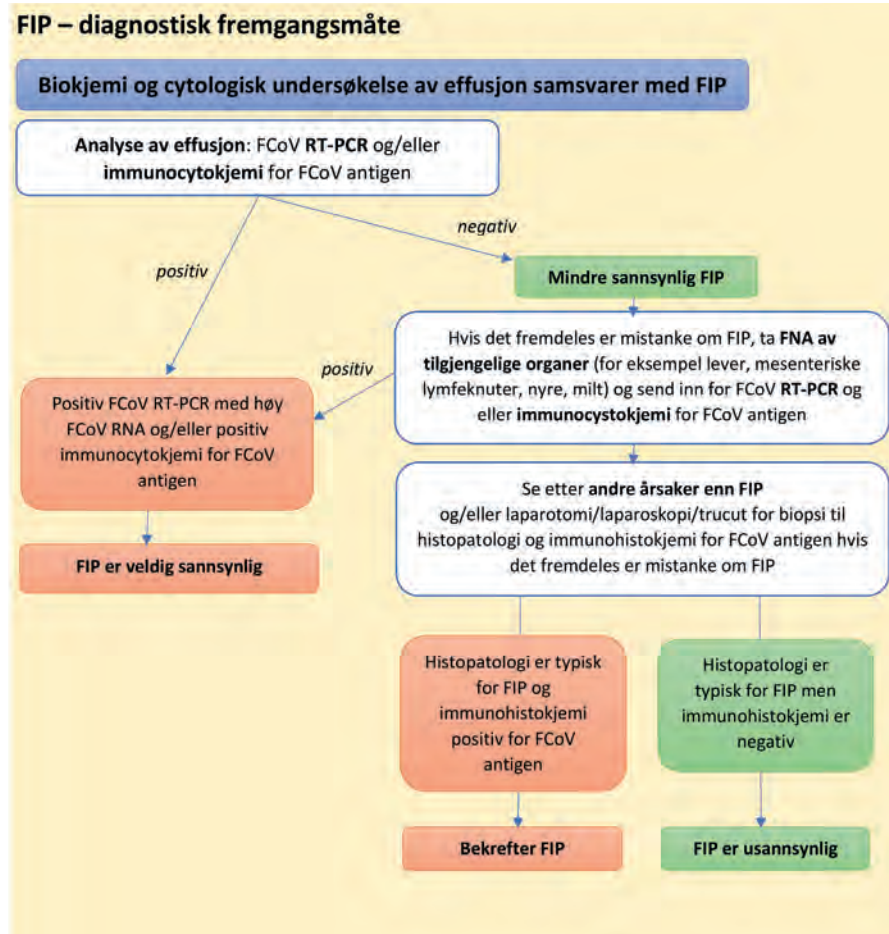 FIP – diagnostisk fremgangsmåte
Biokjemi og cytologisk undersøkelse av effusjon samsvarer med FIP
Analyse av effusjon: FCoV RT-PCR og/eller
immunocytokjemi for FCoV antigen
negativ
positiv
Mindre sannsynlig FIP
Hvis det fremdeles er mistanke om FIP, ta FNA av
tilgjengelige organer (for eksempel lever, mesenteriske
lymfeknuter, nyre, milt) og send inn for FCoV RT-PCR og
eller immunocystokjemi for FCoV antigen
positiv
Positiv FCoV RT-PCR med høy
FCoV RNA og/eller positiv
immunocytokjemi for FCoV
antigen
FIP er veldig sannsynlig
Se etter andre årsaker enn FIP
og/eller laparotomi/laparoskopi/trucut for biopsi til
histopatologi og immunohistokjemi for FCoV antigen hvis
det fremdeles er mistanke om FIP
Histopatologi er typisk
for FIP og
immunohistokjemi
positiv for FCoV
antigen
Histopatologi er
typisk for FIP men
immunohistokjemi er
negativ
Bekrefter FIP
FIP er usannsynlig